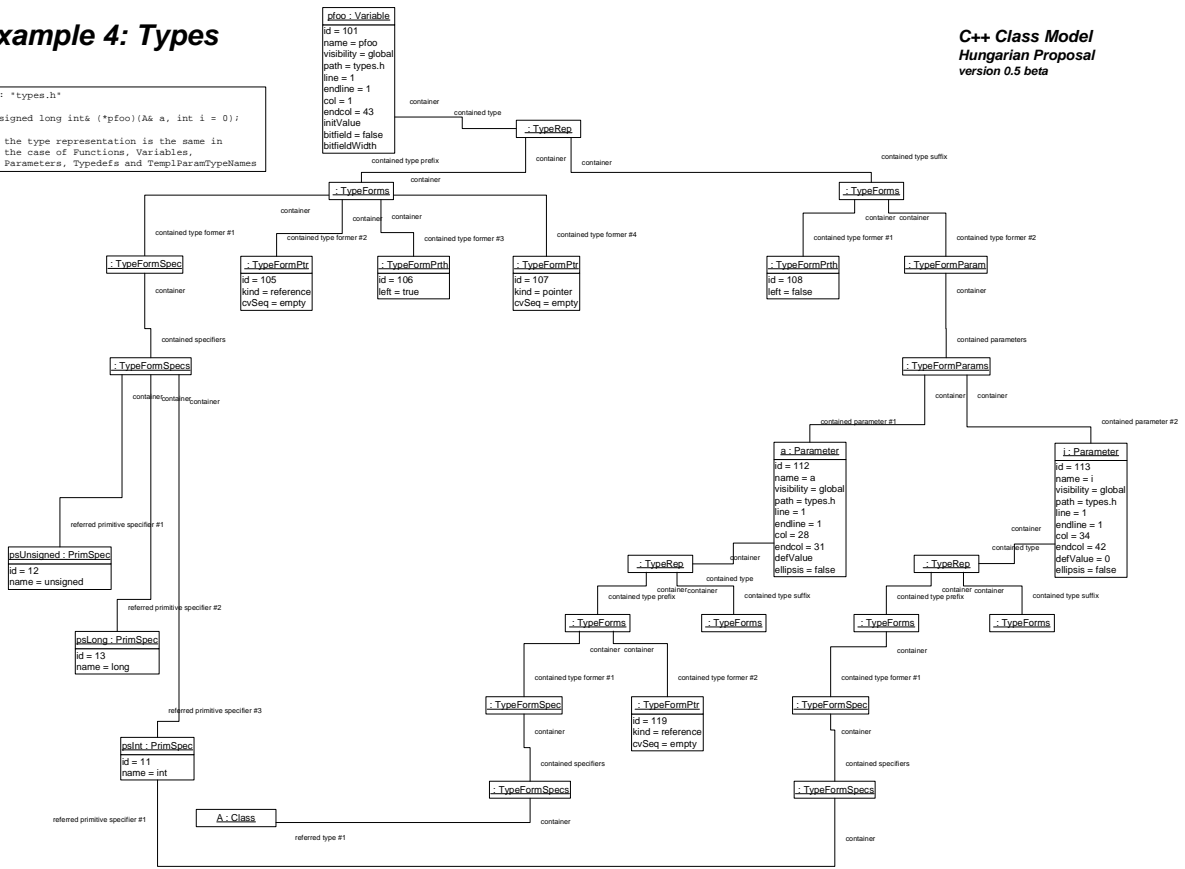 xample 4: Types
C++ Class Model
Hungarian Proposal
version 0.5 beta
: "types.h"
signed long int& (*pfoo)(A& a, int i = 0);
the type representation is the same in
the case of Functions, Variables,
Parameters, Typedefs and TemplParamTypeNames
pfoo : Variable
id = 101
name = pfoo
visibility = global
path = types.h
line = 1
endline = 1
col = 1
endcol = 43
initValue
bitfield = false
bitfieldWidth
container
contained type
: TypeRep
contained type prefix
container
container
contained type suffix
container
: TypeForms
: TypeForms
container
container
container
container
container
container
contained type former #1
contained type former #2
contained type former #3
contained type former #4
contained type former #1
contained type former #2
: TypeFormSpec
: TypeFormPtr
id = 105
kind = reference
cvSeq = empty
: TypeFormPrth
id = 106
left = true
: TypeFormPtr
id = 107
kind = pointer
cvSeq = empty
: TypeFormPrth
id = 108
left = false
: TypeFormParam
container
container
contained specifiers
contained parameters
: TypeFormSpecs
: TypeFormParams
container
container
container
container
container
contained parameter #1
contained parameter #2
a : Parameter
id = 112
name = a
visibility = global
path = types.h
line = 1
endline = 1
col = 28
endcol = 31
defValue
ellipsis = false
i : Parameter
id = 113
name = i
visibility = global
path = types.h
line = 1
endline = 1
col = 34
endcol = 42
defValue = 0
ellipsis = false
referred primitive specifier #1
psUnsigned : PrimSpec
id = 12
name = unsigned
container
contained type
: TypeRep
container
contained type
: TypeRep
container
container
contained type prefix
contained type suffix
container
container
contained type prefix
contained type suffix
referred primitive specifier #2
psLong : PrimSpec
id = 13
name = long
: TypeForms
: TypeForms
: TypeForms
: TypeForms
container
container
container
contained type former #1
contained type former #2
contained type former #1
: TypeFormSpec
: TypeFormPtr
id = 119
kind = reference
cvSeq = empty
: TypeFormSpec
referred primitive specifier #3
psInt : PrimSpec
id = 11
name = int
container
container
contained specifiers
contained specifiers
: TypeFormSpecs
: TypeFormSpecs
referred primitive specifier #1
A : Class
container
referred type #1
container